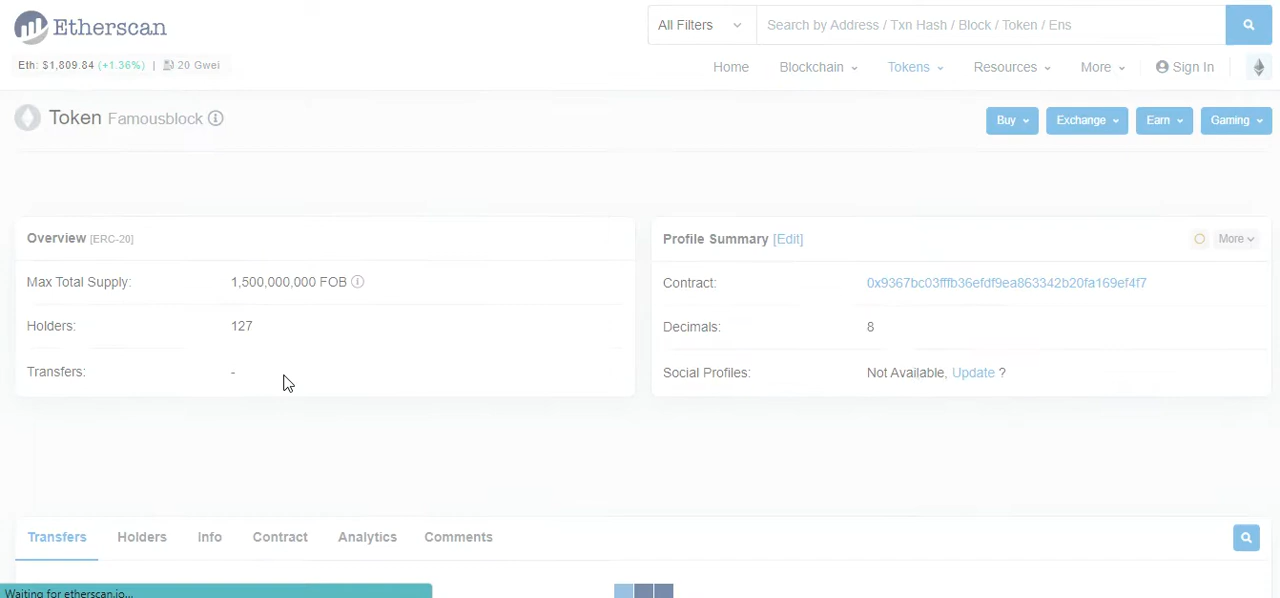 Etherscan
All Filters
Search by Address / Txn Hash / Block / Token / Ens
Eth: $1,809.84 (+1.36%) | 20 Gwei
Home Blockchain Tokens Resources More Sign In
Token Famousblock
Buy Exchange Earn Gaming
Overview [ERC-20]
Max Total Supply: 1,500,000,000 FOB
Holders: 127
Transfers: -
Profile Summary [Edit] More
Contract: 0x9367bc03fffb36efdf9ea863342b20fa169ef4f7
Decimals: 8
Social Profiles: Not Available, Update ?
Transfers Holders Info Contract Analytics Comments
Waiting for etherscan.io...